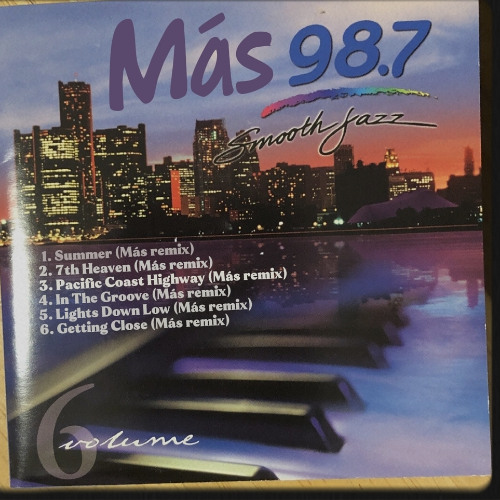 Más 98.7
Smooth Jazz
1. Summer (Más remix)
2. 7th Heaven (Más remix)
3. Pacific Coast Highway (Más remix)
4. In The Groove (Más remix)
5. Lights Down Low (Más remix)
6. Getting Close (Más remix)
6 volume